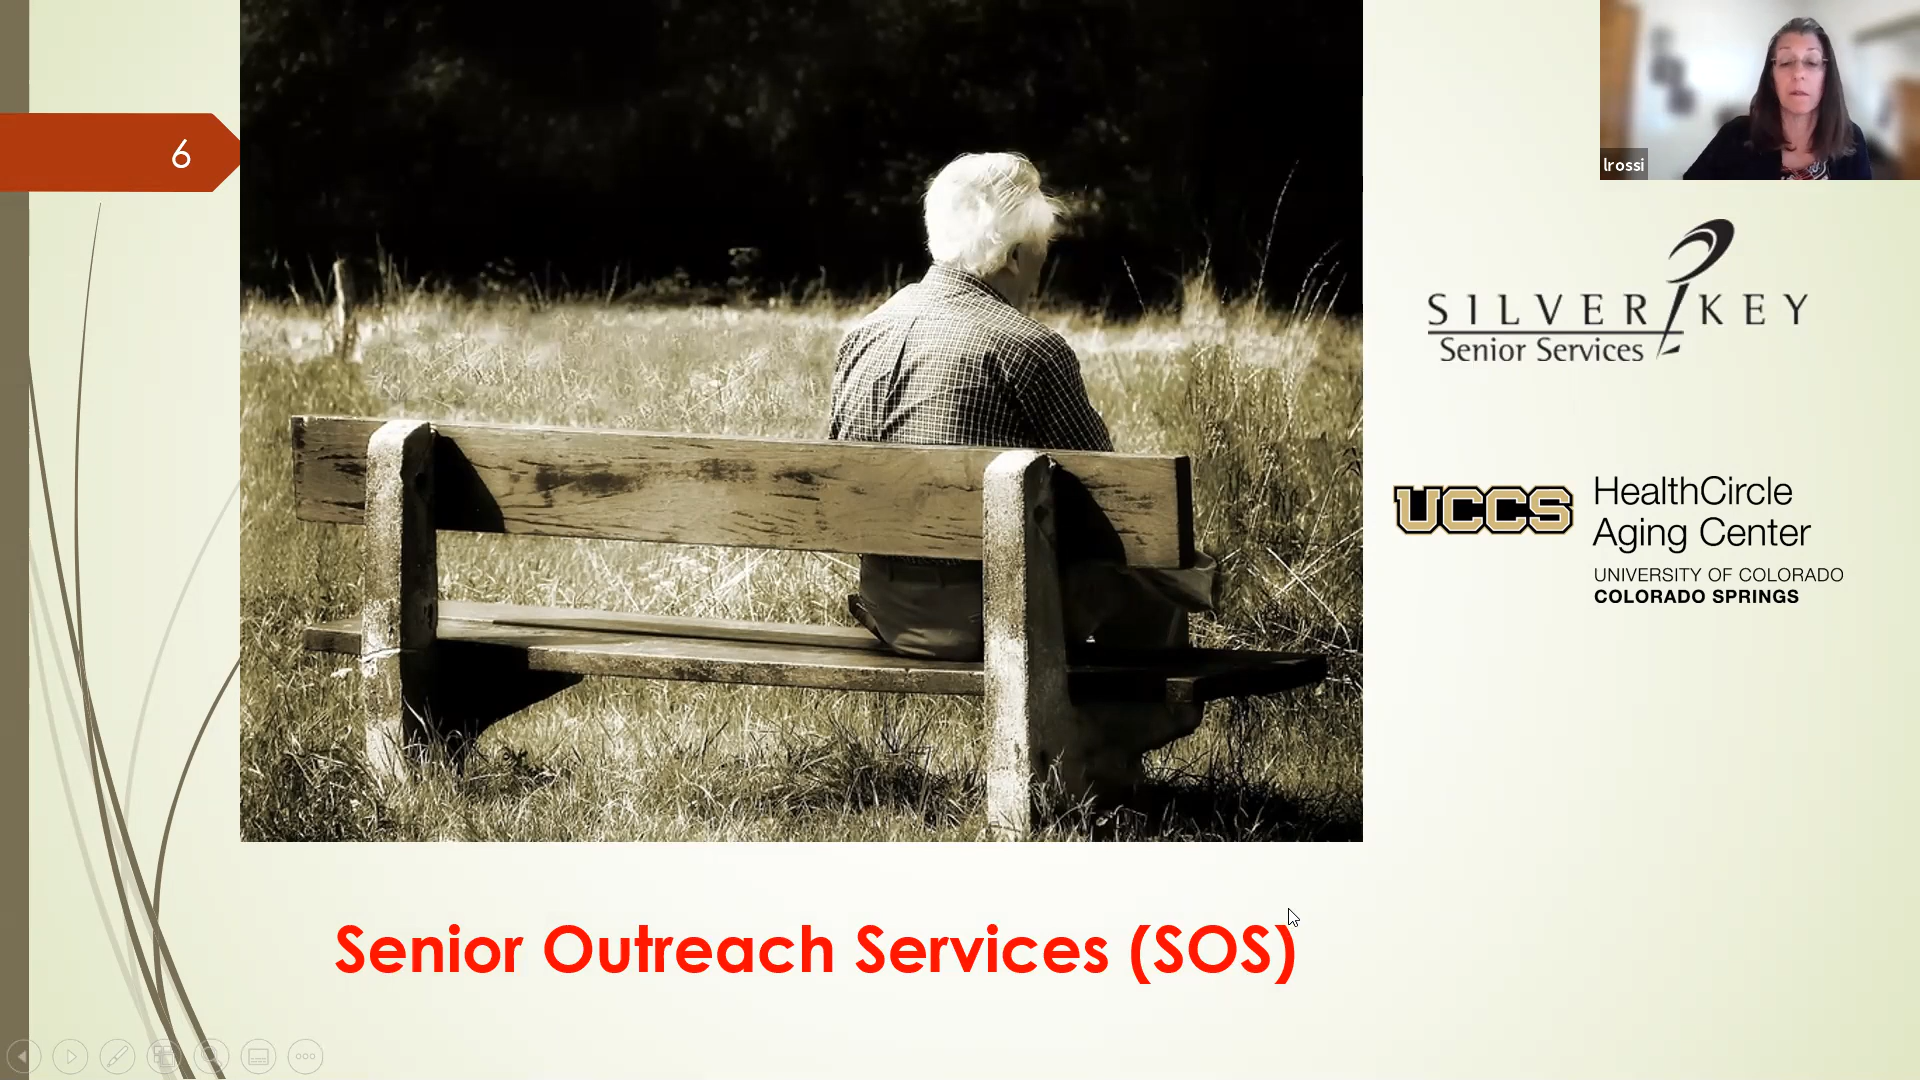 6
lrossi
SILVER KEY
Senior Services
UCCS
HealthCircle
Aging Center
UNIVERSITY OF COLORADO
COLORADO SPRINGS
Senior Outreach Services (SOS)